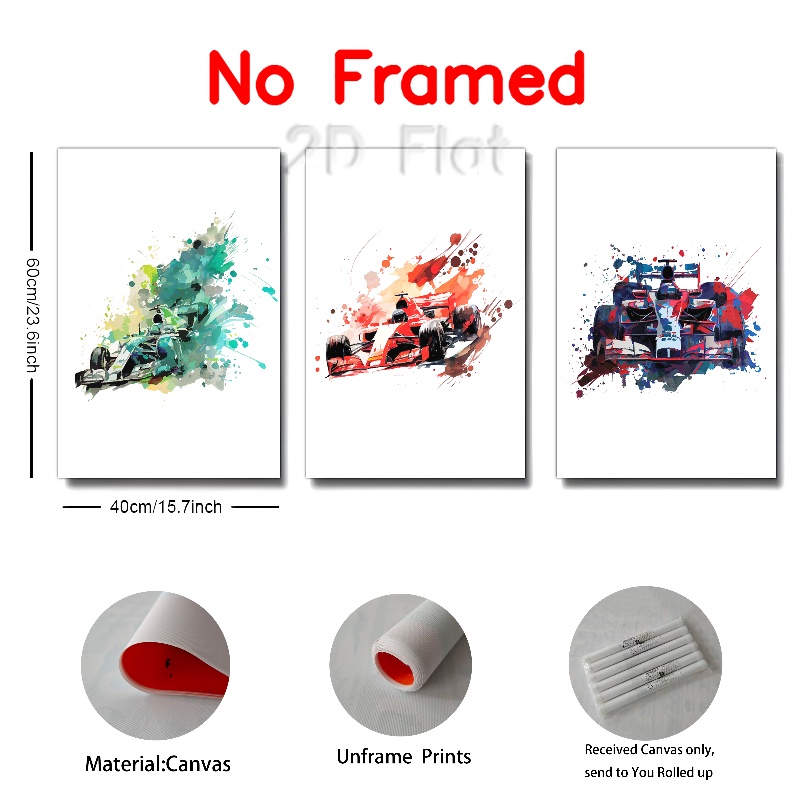 No Framed
2D Flat
60cm/23.6inch
40cm/15.7inch
Material:Canvas
Unframe Prints
Received Canvas only,
send to You Rolled up